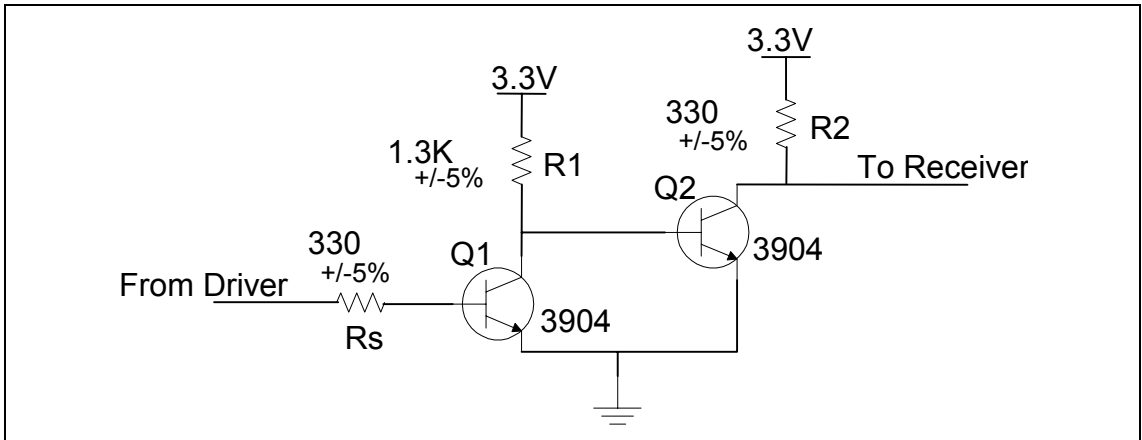 3.3V
3.3V
330
+/-5%
R2
1.3K
+/-5%
R1
To Receiver
Q2
3904
330
+/-5%
Q1
From Driver
3904
Rs